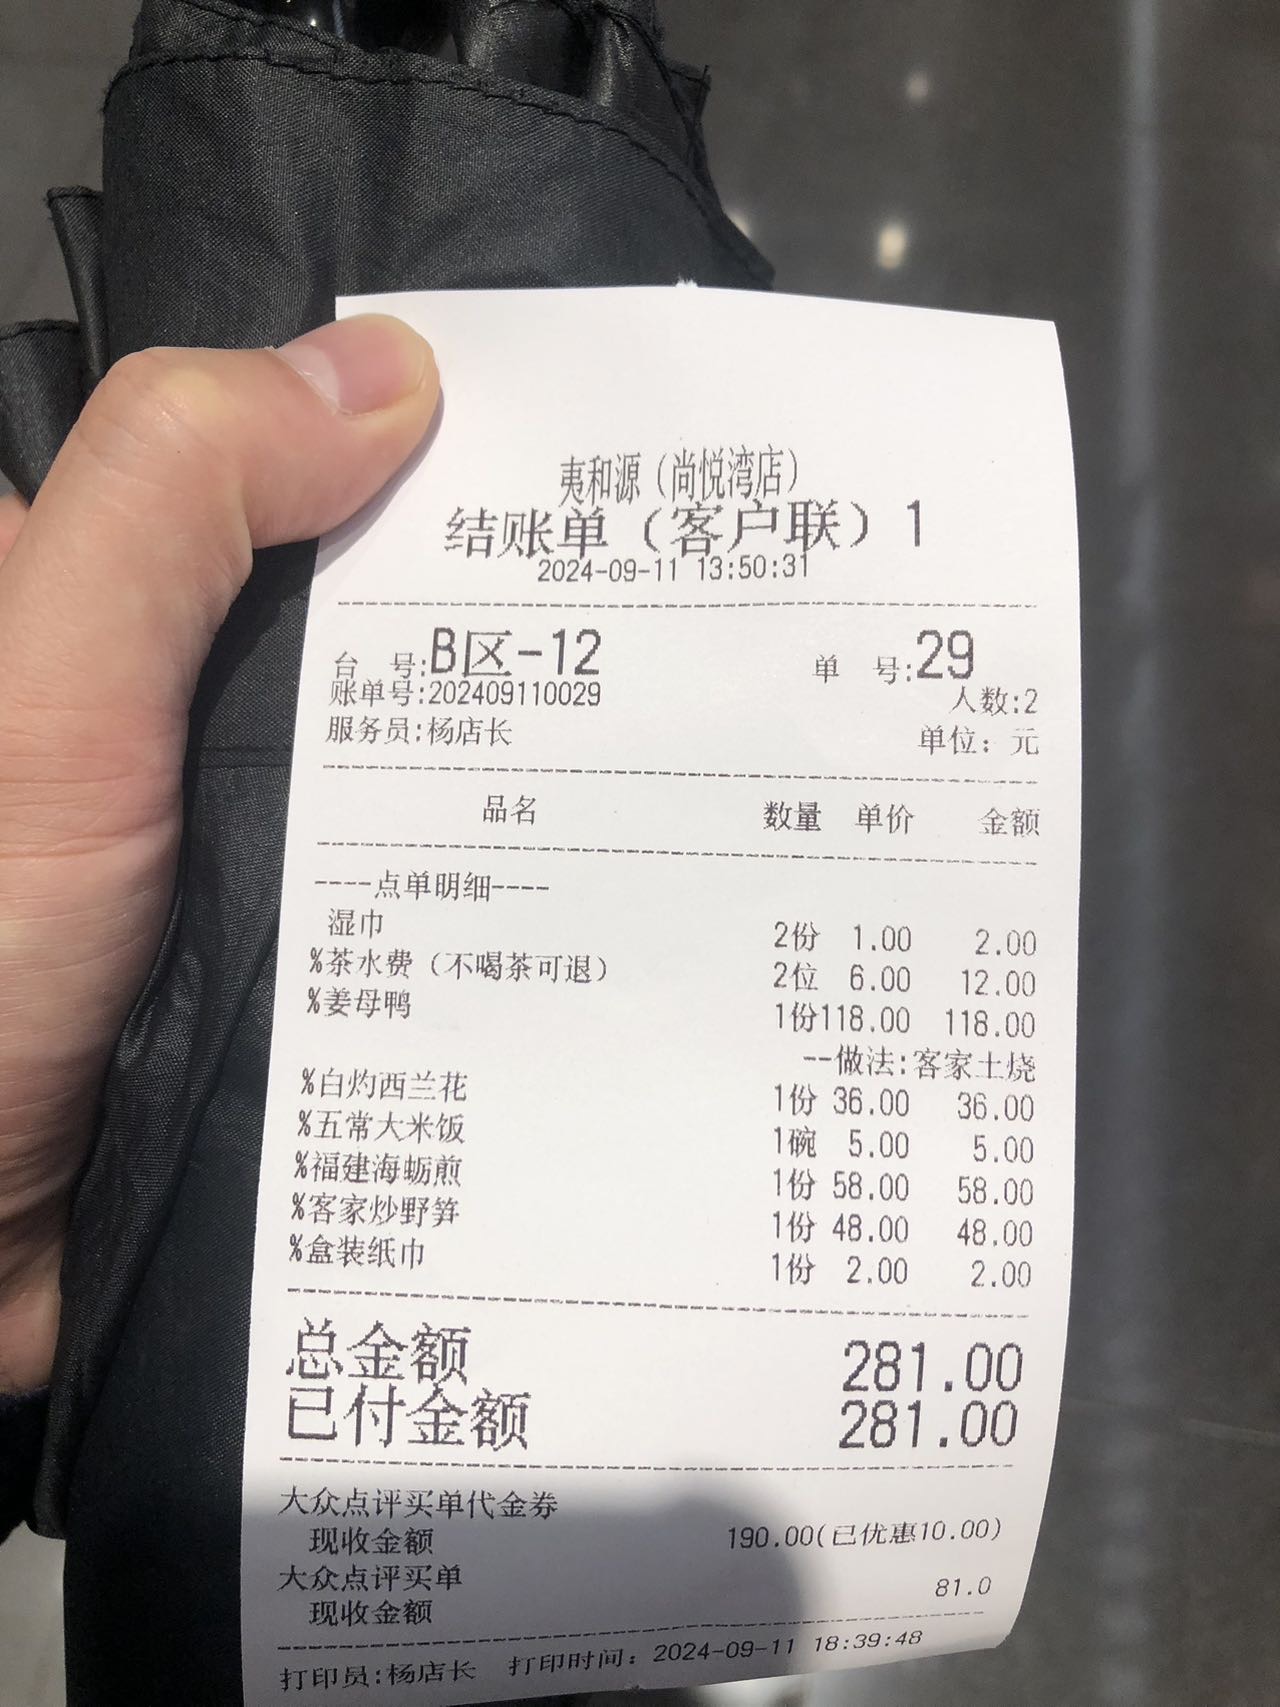 夷和源（尚悦湾店）
结账单（客户联）1
2024-09-11 13:50:31
台 号:B区-12 单 号:29
账单号:202409110029 人数:2
服务员:杨店长 单位：元
品名 数量 单价 金额
----点单明细----
湿巾 2份 1.00 2.00
%茶水费（不喝茶可退） 2位 6.00 12.00
%姜母鸭 1份118.00 118.00
--做法:客家土烧
%白灼西兰花 1份 36.00 36.00
%五常大米饭 1碗 5.00 5.00
%福建海蛎煎 1份 58.00 58.00
%客家炒野笋 1份 48.00 48.00
%盒装纸巾 1份 2.00 2.00
总金额 281.00
已付金额 281.00
大众点评买单代金券
现收金额 190.00(已优惠10.00)
大众点评买单
现收金额 81.0
打印员:杨店长 打印时间：2024-09-11 18:39:48